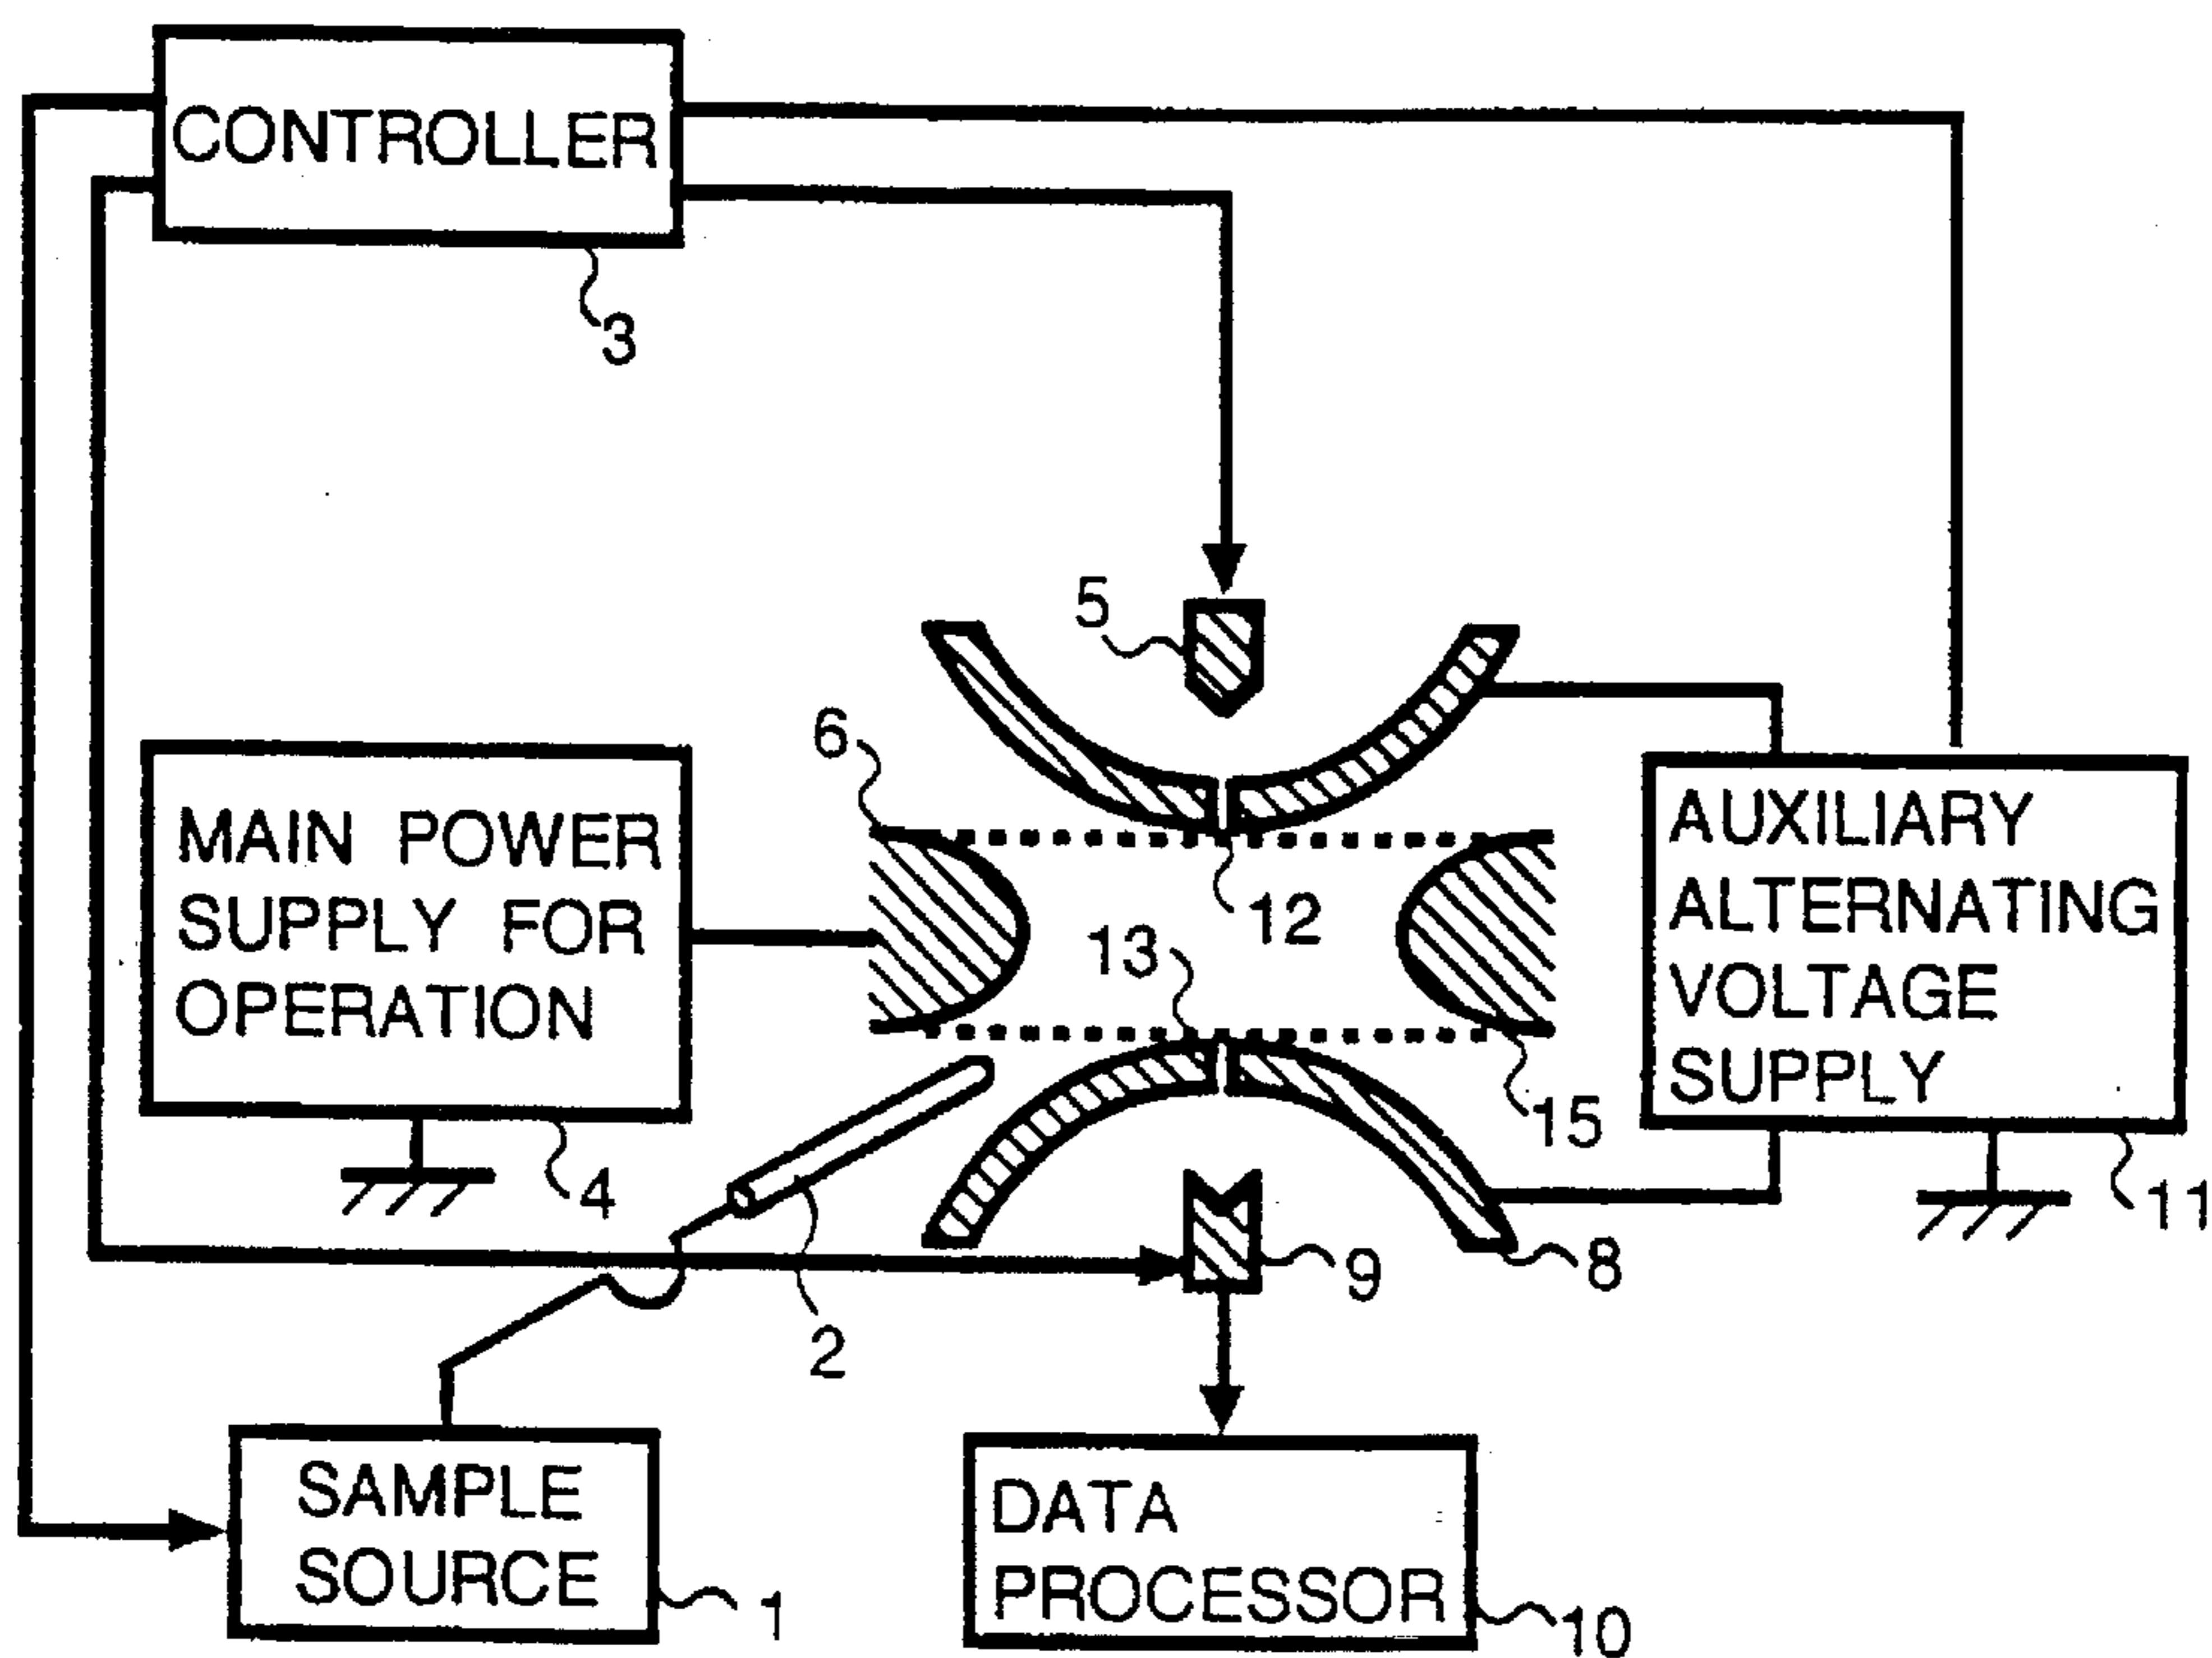 CONTROLLER
3
5
6
MAIN POWER
SUPPLY FOR
OPERATION
4
12
13
15
AUXILIARY
ALTERNATING
VOLTAGE
SUPPLY
11
2
9
8
SAMPLE
SOURCE
1
DATA
PROCESSOR
10